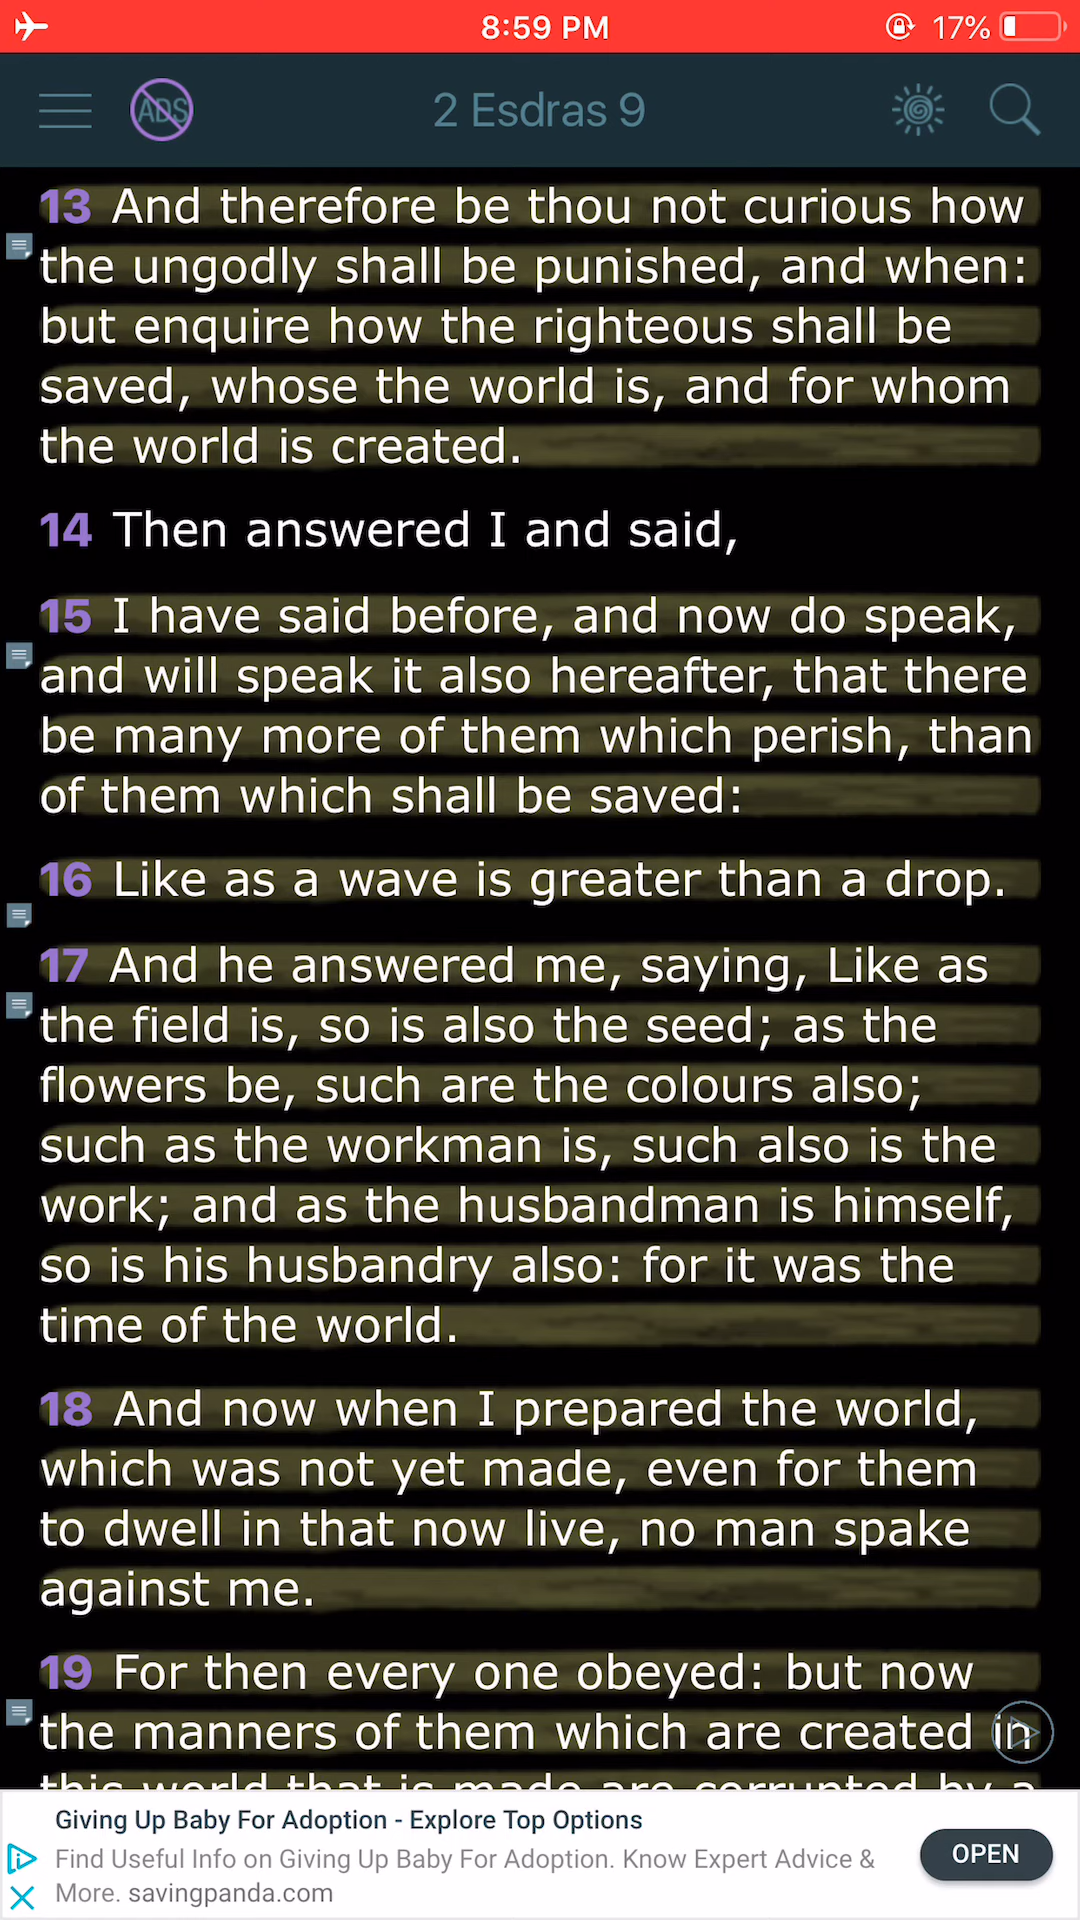 8:59 PM
17%
ADS
2 Esdras 9
13 And therefore be thou not curious how
the ungodly shall be punished, and when:
but enquire how the righteous shall be
saved, whose the world is, and for whom
the world is created.
14 Then answered I and said,
15 I have said before, and now do speak,
and will speak it also hereafter, that there
be many more of them which perish, than
of them which shall be saved:
16 Like as a wave is greater than a drop.
17 And he answered me, saying, Like as
the field is, so is also the seed; as the
flowers be, such are the colours also;
such as the workman is, such also is the
work; and as the husbandman is himself,
so is his husbandry also: for it was the
time of the world.
18 And now when I prepared the world,
which was not yet made, even for them
to dwell in that now live, no man spake
against me.
19 For then every one obeyed: but now
the manners of them which are created in
this world that is made are corrupted by a
Giving Up Baby For Adoption - Explore Top Options
Find Useful Info on Giving Up Baby For Adoption. Know Expert Advice &
More. savingpanda.com
OPEN